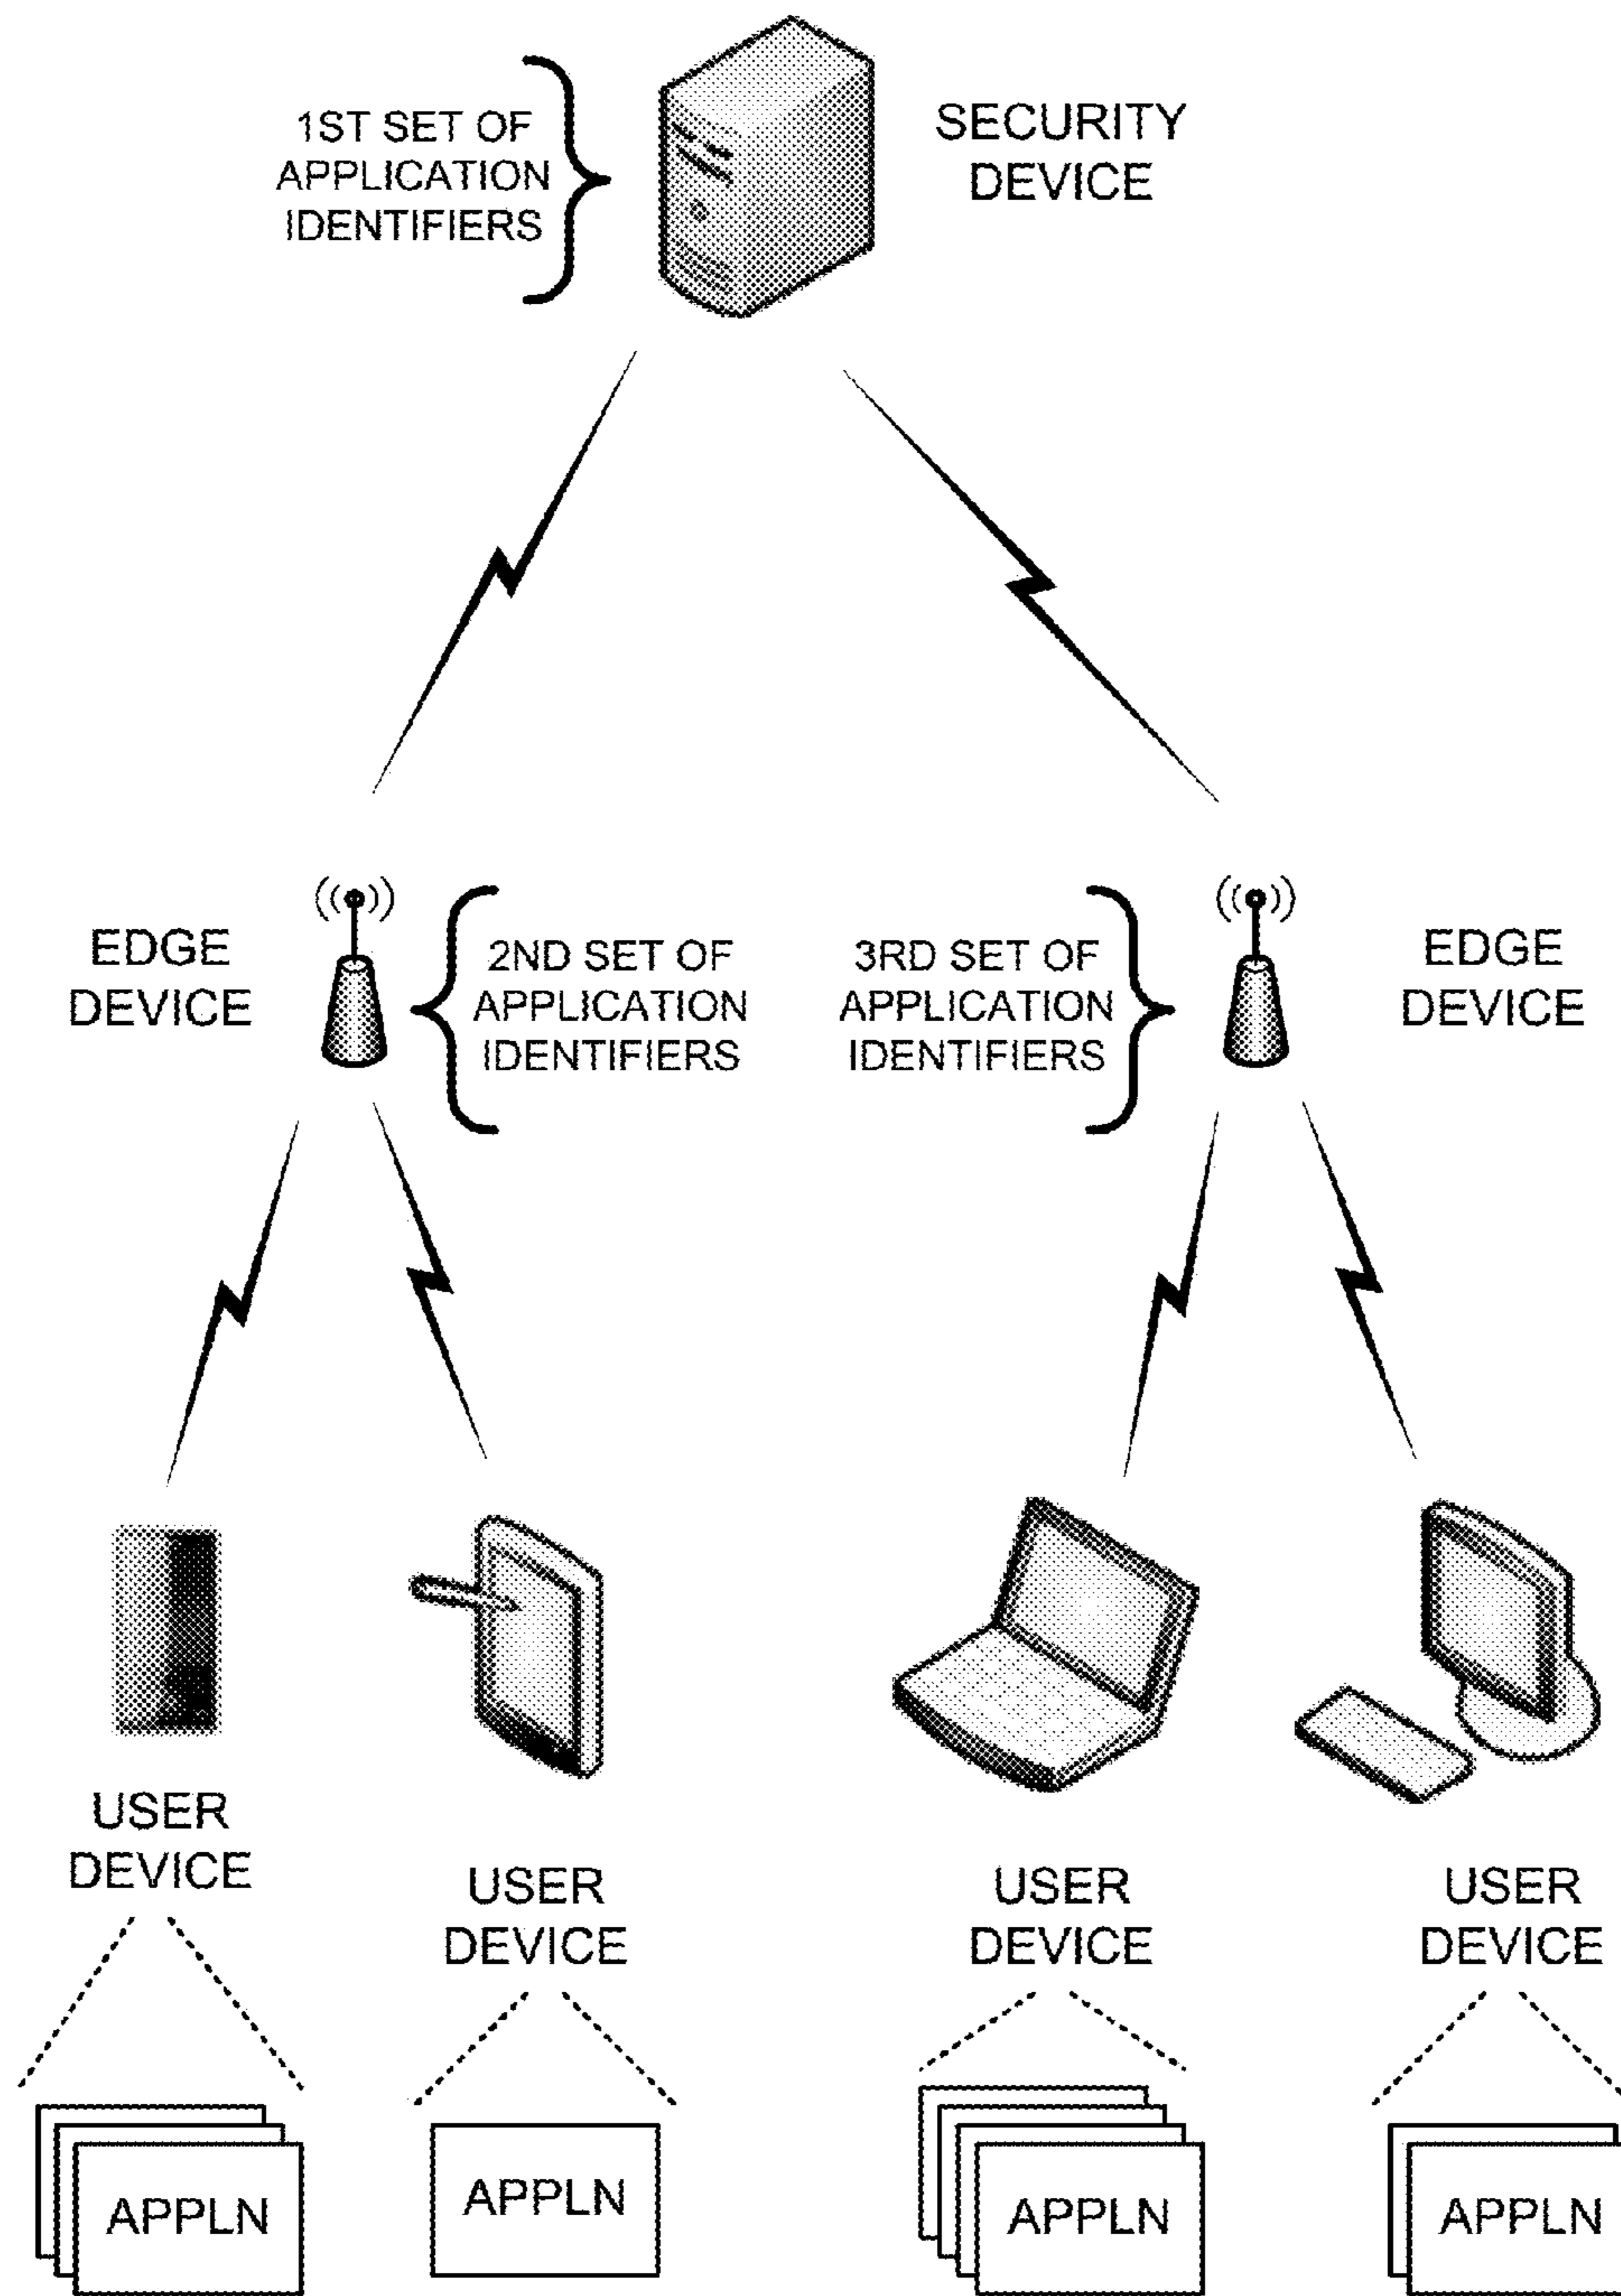 1ST SET OF
APPLICATION
IDENTIFIERS
SECURITY
DEVICE
EDGE
DEVICE
2ND SET OF
APPLICATION
IDENTIFIERS
3RD SET OF
APPLICATION
IDENTIFIERS
EDGE
DEVICE
USER
DEVICE
USER
DEVICE
USER
DEVICE
USER
DEVICE
APPLN
APPLN
APPLN
APPLN